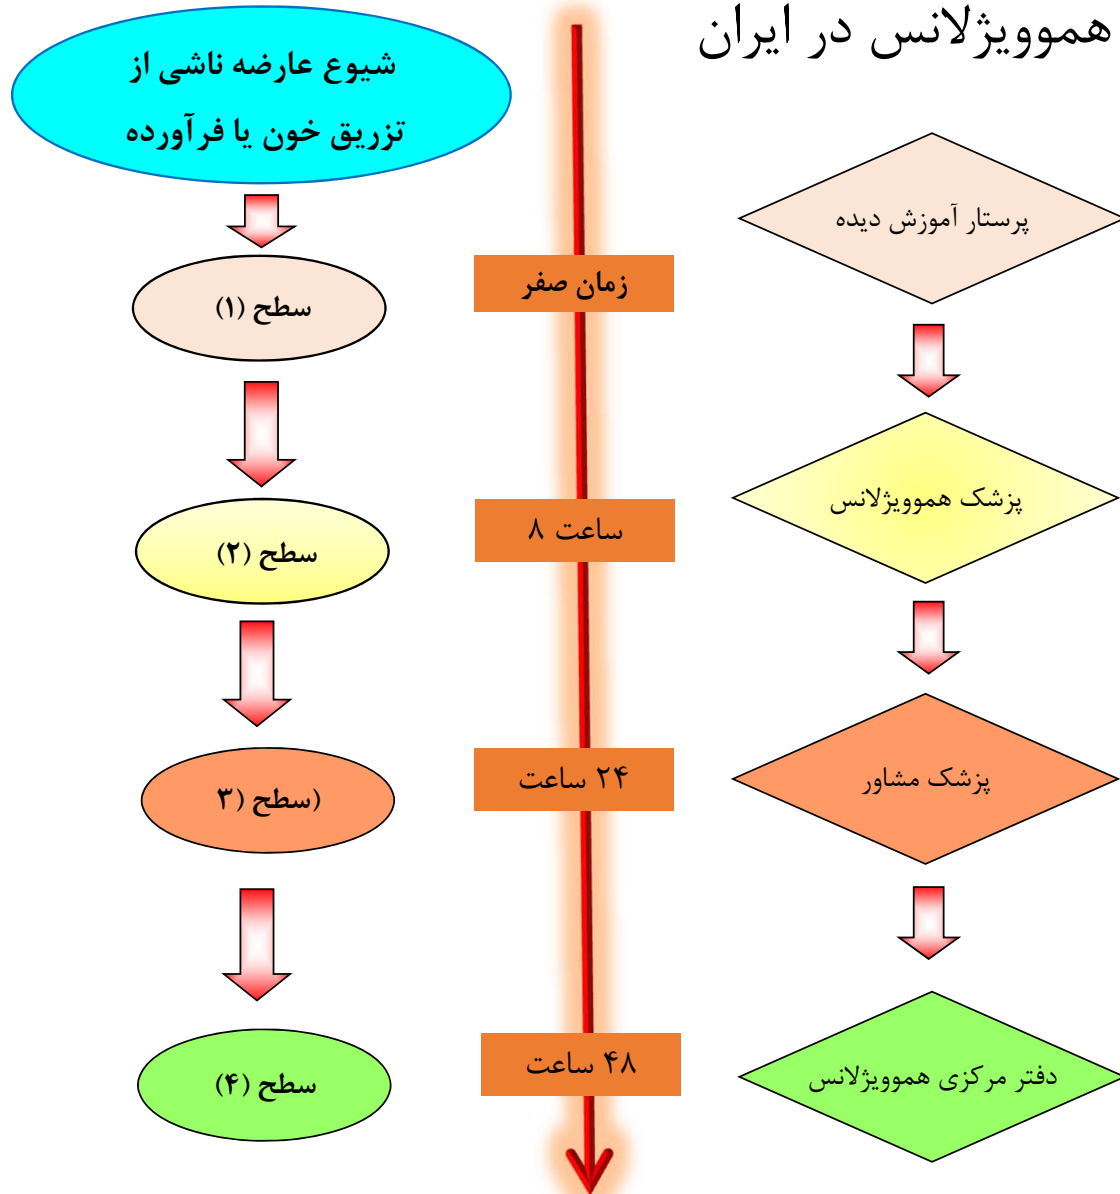 هموویژلانس در ایران
شیوع عارضه ناشی از
تزریق خون یا فرآورده
پرستار آموزش دیده
زمان صفر
سطح (۱)
پزشک هموویژلانس
ساعت ۸
سطح (۲)
پزشک مشاور
۲۴ ساعت
(سطح (۳
دفتر مرکزی هموویژلانس
۴۸ ساعت
سطح (۴)